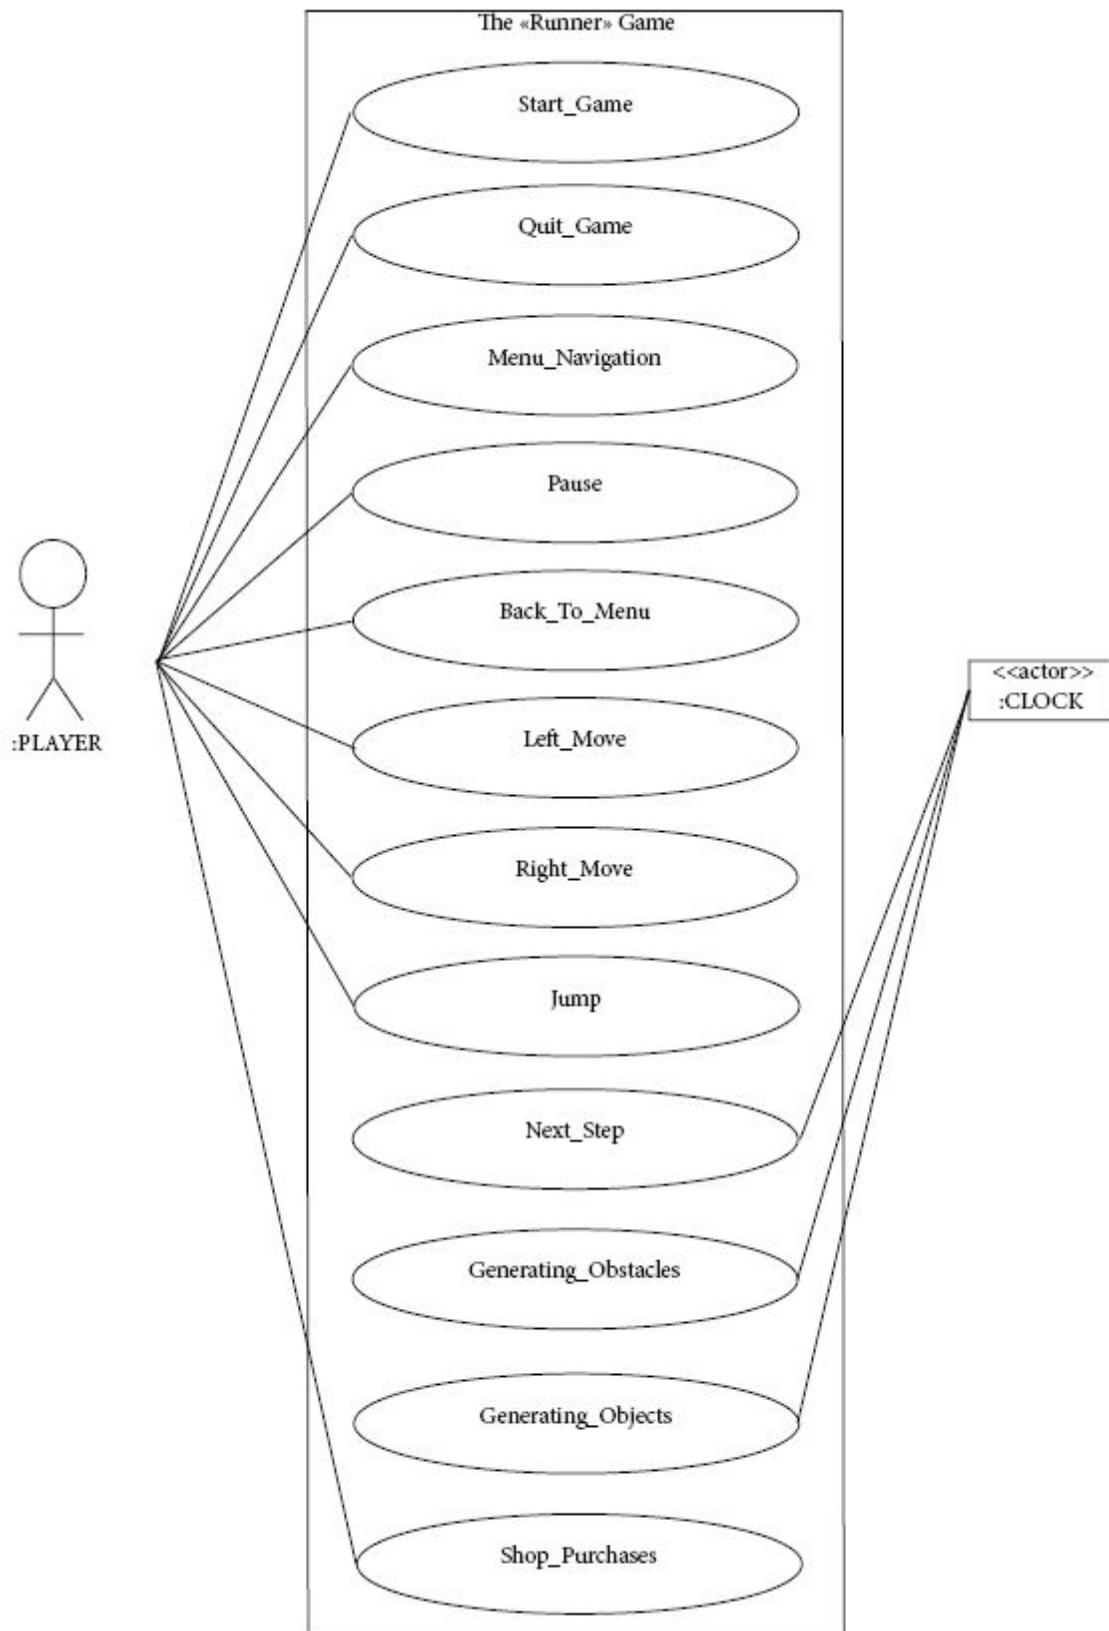 The «Runner» Game
Start_Game
Quit_Game
Menu_Navigation
Pause
Back_To_Menu
Left_Move
Right_Move
Jump
Next_Step
Generating_Obstacles
Generating_Objects
Shop_Purchases
:PLAYER
<<actor>>
:CLOCK